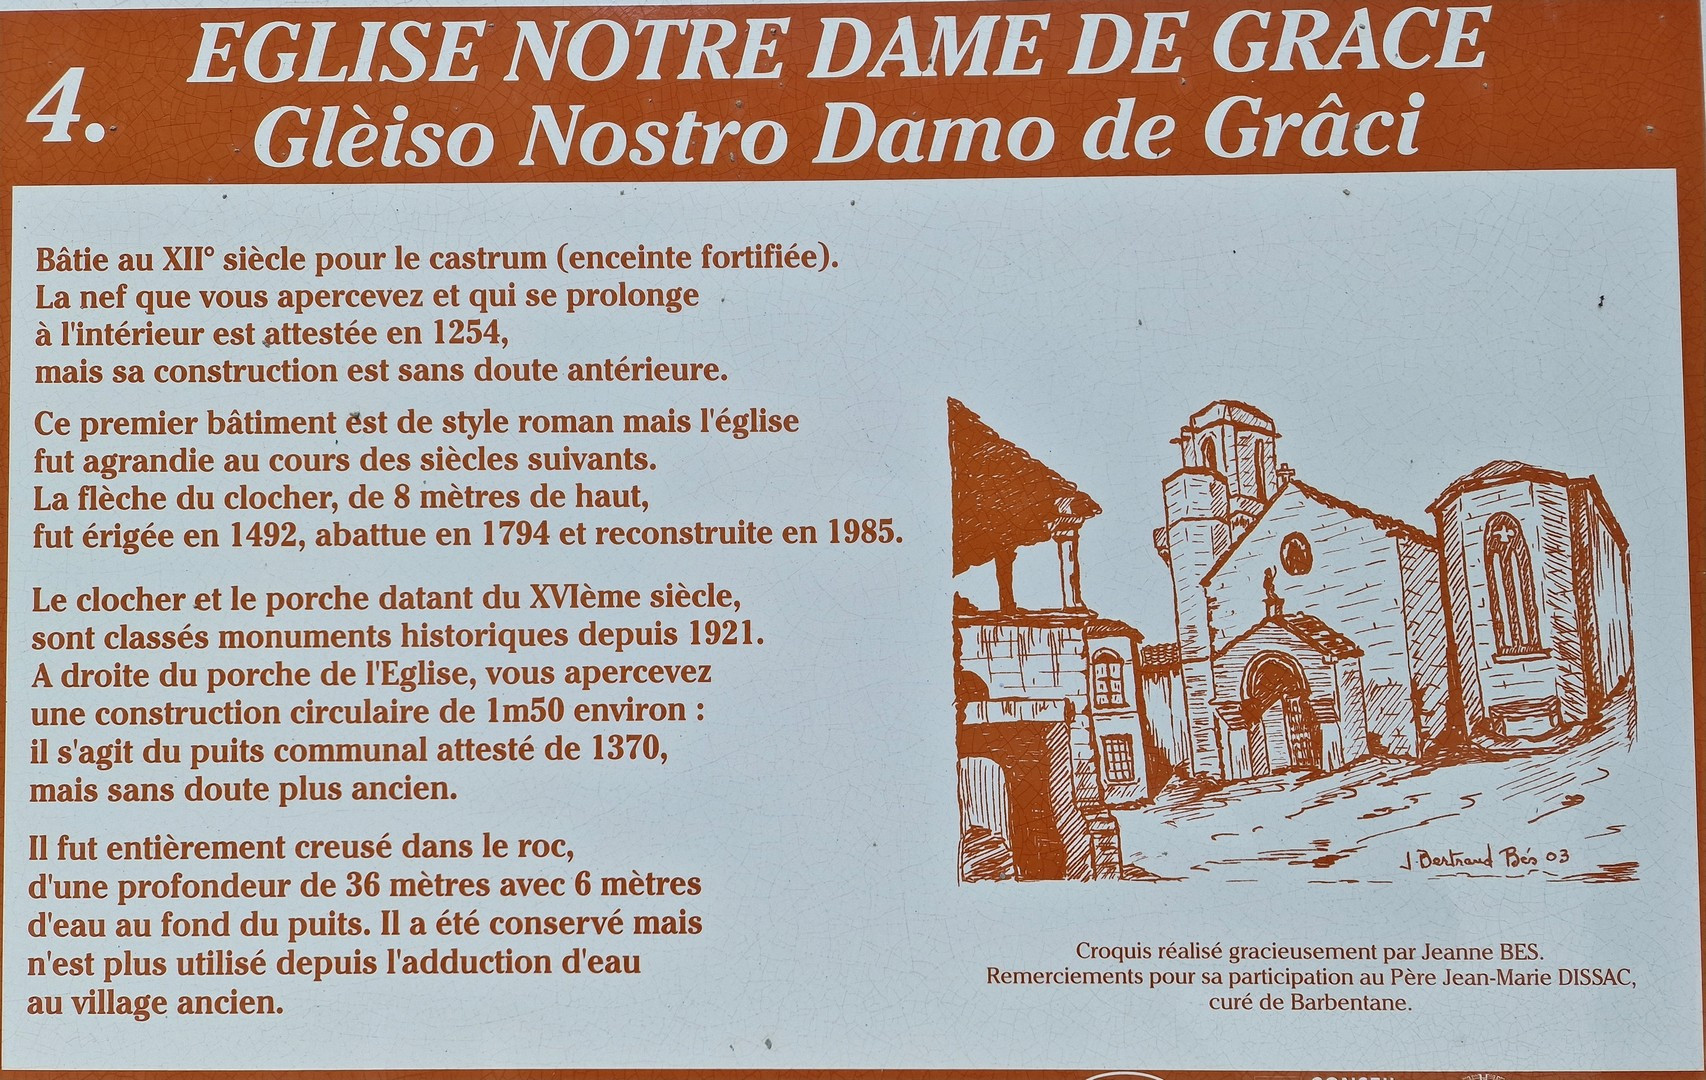 4.
EGLISE NOTRE DAME DE GRACE
Glèiso Nostro Damo de Grâci
Bâtie au XII° siècle pour le castrum (enceinte fortifiée).
La nef que vous apercevez et qui se prolonge
à l'intérieur est attestée en 1254,
mais sa construction est sans doute antérieure.
Ce premier bâtiment est de style roman mais l'église
fut agrandie au cours des siècles suivants.
La flèche du clocher, de 8 mètres de haut,
fut érigée en 1492, abattue en 1794 et reconstruite en 1985.
Le clocher et le porche datant du XVIème siècle,
sont classés monuments historiques depuis 1921.
A droite du porche de l'Eglise, vous apercevez
une construction circulaire de 1m50 environ :
il s'agit du puits communal attesté de 1370,
mais sans doute plus ancien.
Il fut entièrement creusé dans le roc,
d'une profondeur de 36 mètres avec 6 mètres
d'eau au fond du puits. Il a été conservé mais
n'est plus utilisé depuis l'adduction d'eau
au village ancien.
J. Bertrand Bés 03
Croquis réalisé gracieusement par Jeanne BES.
Remerciements pour sa participation au Père Jean-Marie DISSAC,
curé de Barbentane.